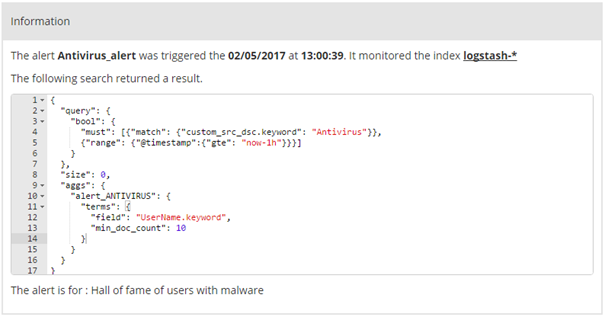 Information
The alert Antivirus_alert was triggered the 02/05/2017 at 13:00:39. It monitored the index logstash-*
The following search returned a result.
1 {
2 "query": {
3 "bool": {
4 "must": [{"match": {"custom_src_dsc.keyword": "Antivirus"}},
5 {"range": {"@timestamp":{"gte": "now-1h"}}}]
6 }
7 },
8 "size": 0,
9 "aggs": {
10 "alert_ANTIVIRUS": {
11 "terms": {
12 "field": "UserName.keyword",
13 "min_doc_count": 10
14 }
15 }
16 }
17 }
The alert is for : Hall of fame of users with malware